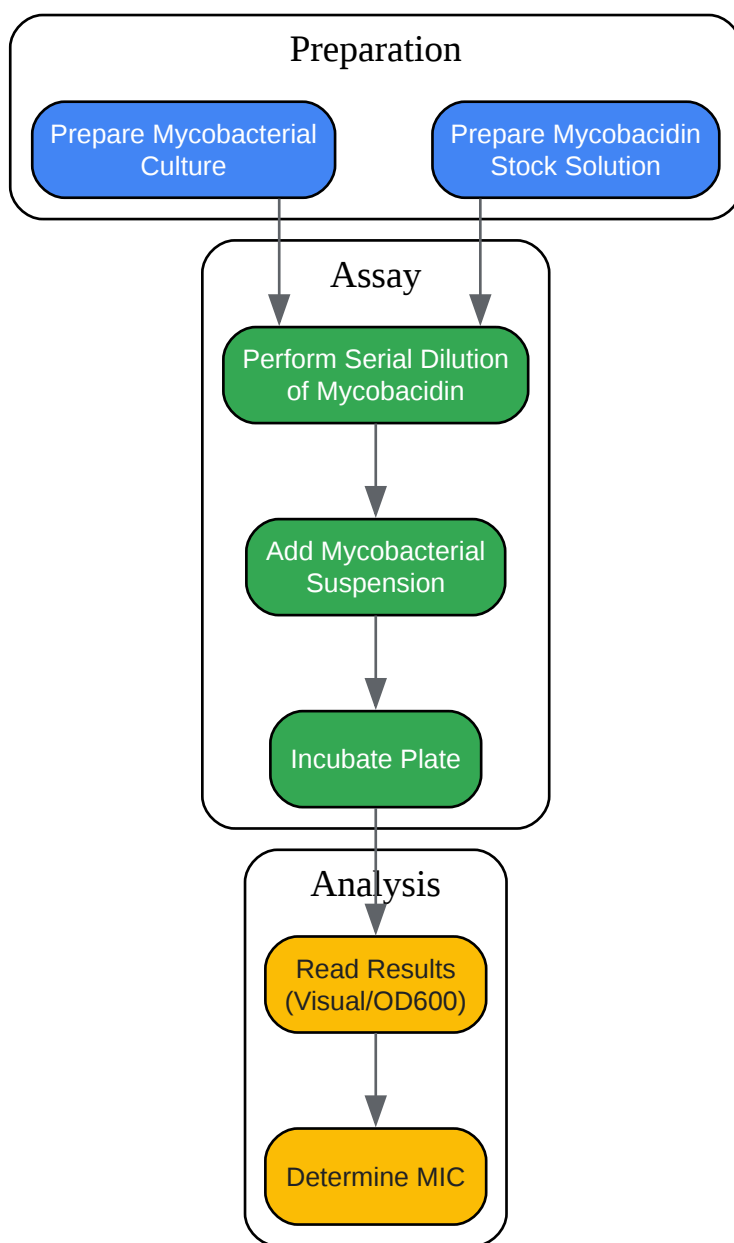 Preparation
Prepare Mycobacterial
Culture
Prepare Mycobacidin
Stock Solution
Assay
Perform Serial Dilution
of Mycobacidin
Add Mycobacterial
Suspension
Incubate Plate
Analysis
Read Results
(Visual/OD600)
Determine MIC